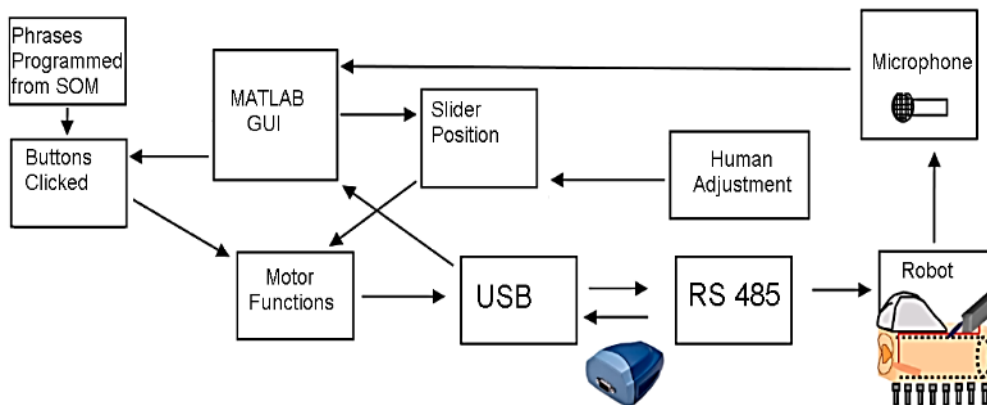 Phrases
Programmed
from SOM
MATLAB
GUI
Slider
Position
Microphone
Buttons
Clicked
Human
Adjustment
Motor
Functions
USB
RS 485
Robot